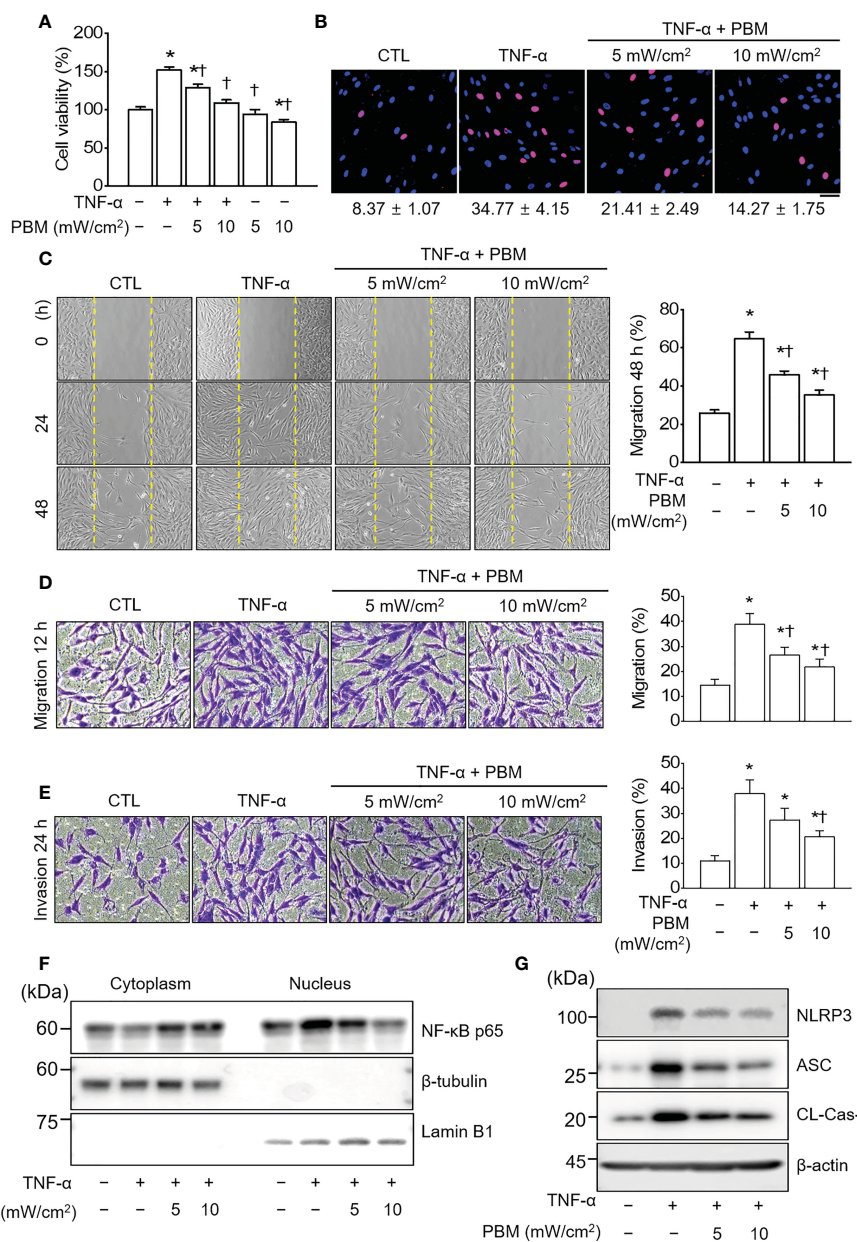 A
Cell viability (%)
200
150
100
50
0
*
*†
†
†
*†
TNF-α – + + + – –
PBM (mW/cm2) – – 5 10 5 10
B
TNF-α + PBM
CTL TNF-α 5 mW/cm2 10 mW/cm2
8.37 ± 1.07 34.77 ± 4.15 21.41 ± 2.49 14.27 ± 1.75
C
TNF-α + PBM
CTL TNF-α 5 mW/cm2 10 mW/cm2
(h)
0
24
48
Migration 48 h (%)
80
60
40
20
0
*
*†
*†
TNF-α – + + +
PBM – – 5 10
(mW/cm2)
D
TNF-α + PBM
CTL TNF-α 5 mW/cm2 10 mW/cm2
Migration 12 h
Migration (%)
50
40
30
20
10
0
*
*†
*†
E
TNF-α + PBM
CTL TNF-α 5 mW/cm2 10 mW/cm2
Invasion 24 h
Invasion (%)
50
40
30
20
10
0
*
*
*†
TNF-α – + + +
PBM – – 5 10
(mW/cm2)
F
(kDa) Cytoplasm Nucleus
60 NF-κB p65
60 β-tubulin
75 Lamin B1
TNF-α – + + + – + + +
(mW/cm2) – – 5 10 – – 5 10
G
(kDa)
100 NLRP3
25 ASC
20 CL-Cas-
45 β-actin
TNF-α – + + +
PBM (mW/cm2) – – 5 10